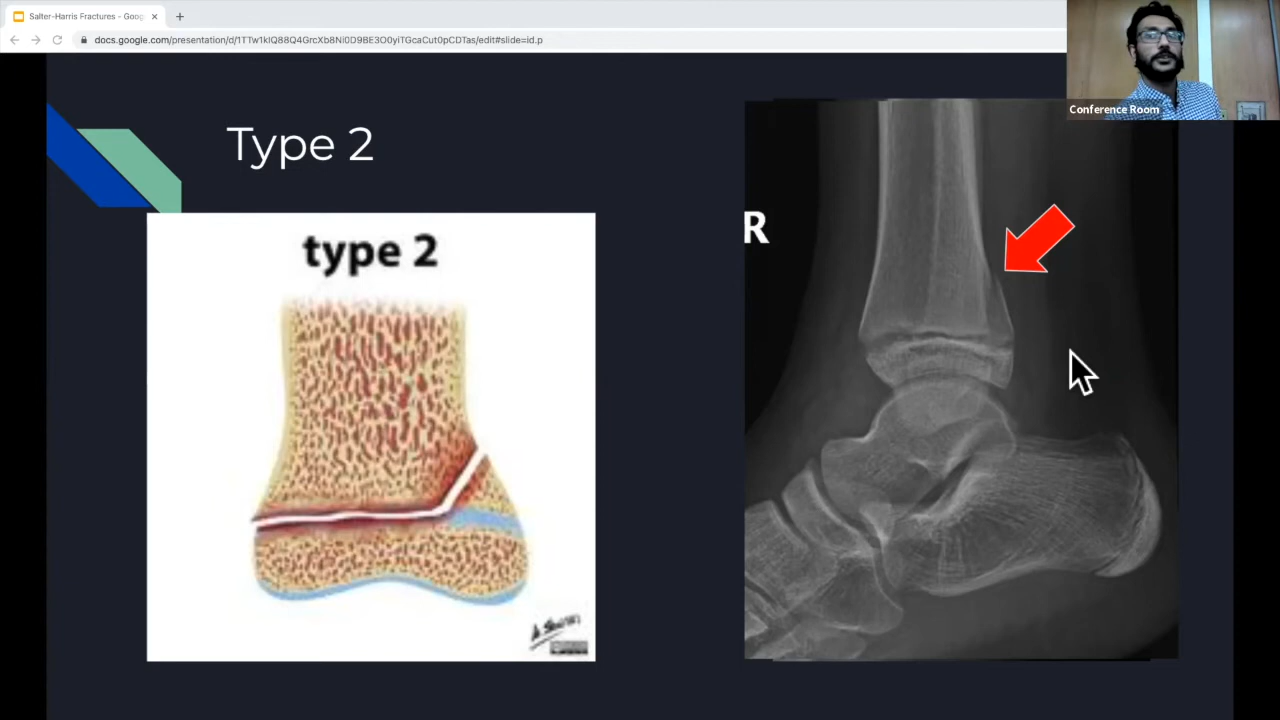 Salter-Harris Fractures - Goog
docs.google.com/presentation/d/1TTw1kIQ88Q4GrcXb8Ni0D9BE3O0yiTGcaCut0pCDTas/edit#slide=id.p
Conference Room
Type 2
type 2
R